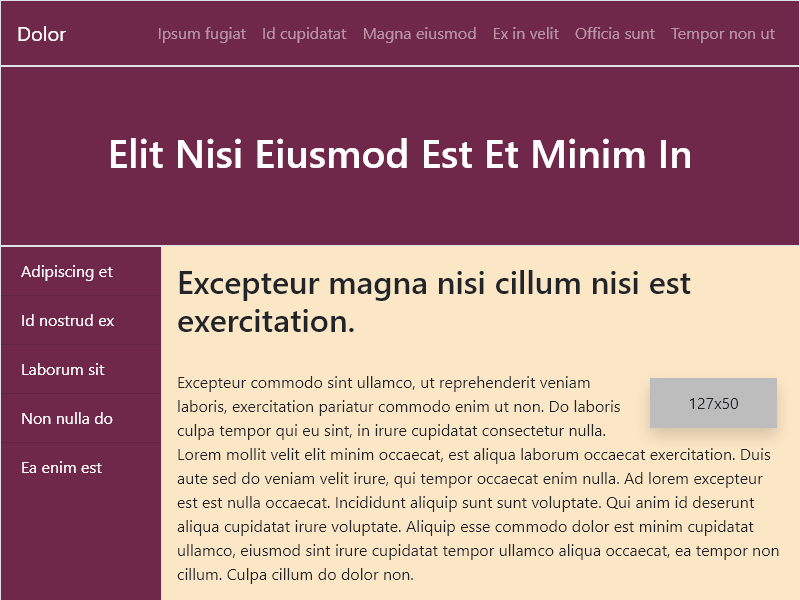 Dolor
Ipsum fugiat
Id cupidatat
Magna eiusmod
Ex in velit
Officia sunt
Tempor non ut
Elit Nisi Eiusmod Est Et Minim In
Adipiscing et
Id nostrud ex
Laborum sit
Non nulla do
Ea enim est
Excepteur magna nisi cillum nisi est
exercitation.
127x50
Excepteur commodo sint ullamco, ut reprehenderit veniam
laboris, exercitation pariatur commodo enim ut non. Do laboris
culpa tempor qui eu sint, in irure cupidatat consectetur nulla.
Lorem mollit velit elit minim occaecat, est aliqua laborum occaecat exercitation. Duis
aute sed do veniam velit irure, qui tempor occaecat enim nulla. Ad lorem excepteur
est est nulla occaecat. Incididunt aliquip sunt sunt voluptate. Qui anim id deserunt
aliqua cupidatat irure voluptate. Aliquip esse commodo dolor est minim cupidatat
ullamco, eiusmod sint irure cupidatat tempor ullamco aliqua occaecat, ea tempor non
cillum. Culpa cillum do dolor non.